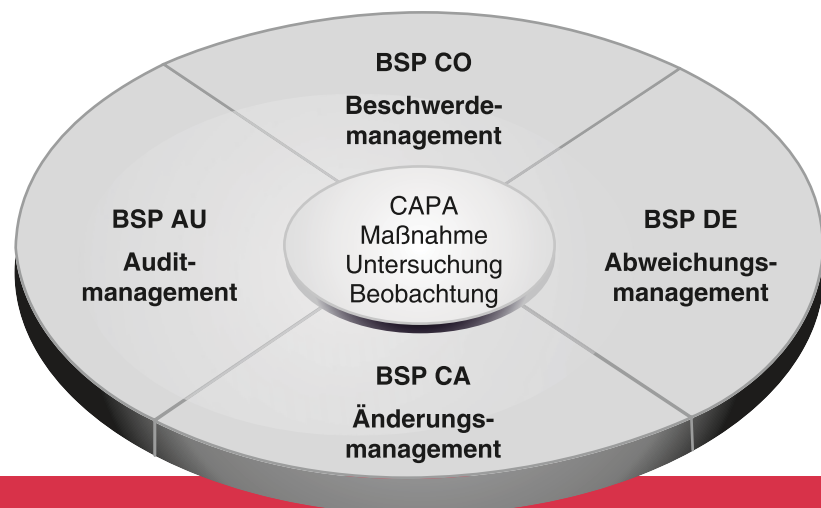 BSP CO
Beschwerde-
management
BSP AU
Audit-
management
CAPA
Maßnahme
Untersuchung
Beobachtung
BSP DE
Abweichungs-
management
BSP CA
Änderungs-
management